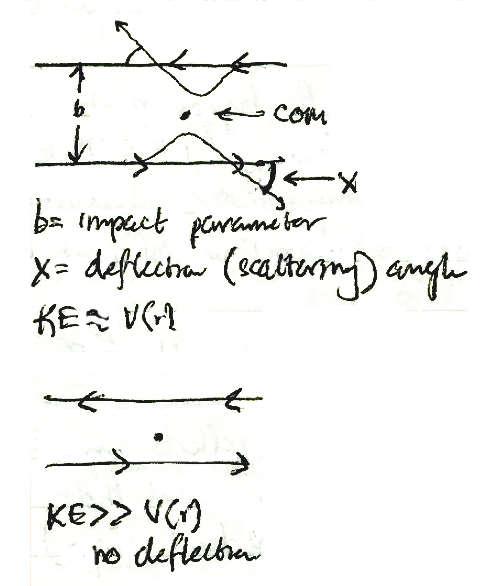 b
com
X
b= impact parameter
X= deflection (scattering) angle
KE≈ V(r)
KE>> V(r)
no deflection